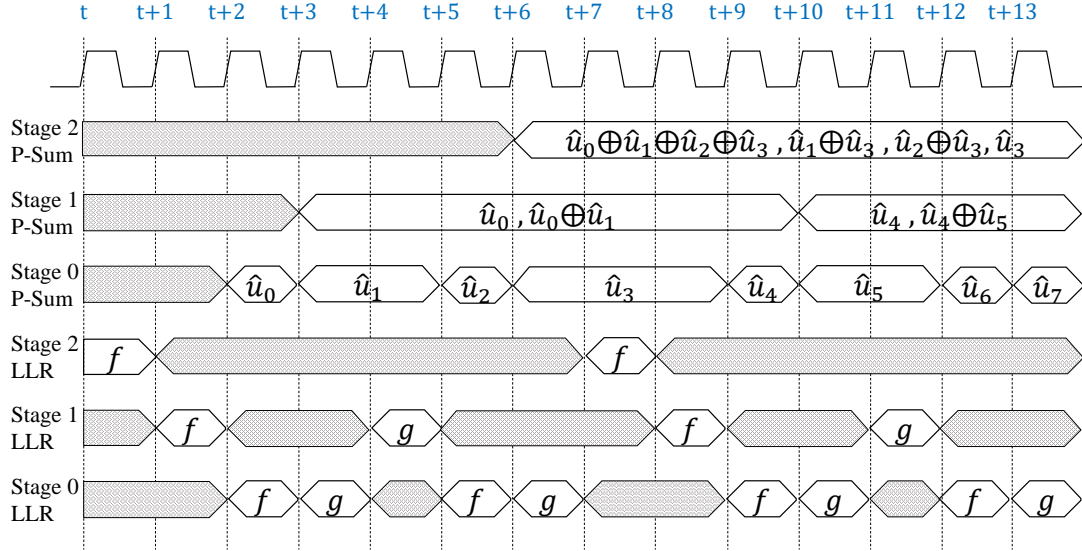 t t+1 t+2 t+3 t+4 t+5 t+6 t+7 t+8 t+9 t+10 t+11 t+12 t+13
Stage 2
P-Sum
û₀⊕û₁⊕û₂⊕û₃ , û₁⊕û₃ , û₂⊕û₃, û₃
Stage 1
P-Sum
û₀ , û₀⊕û₁ û₄ , û₄⊕û₅
Stage 0
P-Sum
û₀ û₁ û₂ û₃ û₄ û₅ û₆ û₇
Stage 2
LLR
f f
Stage 1
LLR
f g f g
Stage 0
LLR
f g f g f g f g